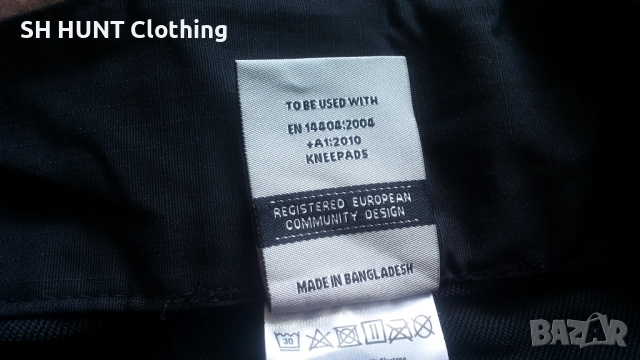 SH HUNT Clothing
TO BE USED WITH
EN 14404:2004
+A1:2010
KNEEPADS
REGISTERED EUROPEAN
COMMUNITY DESIGN
MADE IN BANGLADESH
30
BAZAR